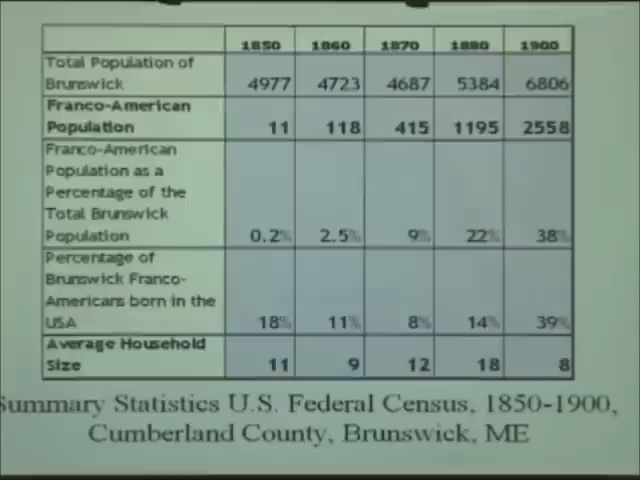 1850 1860 1870 1880 1900
Total Population of
Brunswick 4977 4723 4687 5384 6806
Franco-American
Population 11 118 415 1195 2558
Franco-American
Population as a
Percentage of the
Total Brunswick
Population 0.2% 2.5% 9% 22% 38%
Percentage of
Brunswick Franco-
Americans born in the
USA 18% 11% 8% 14% 39%
Average Household
Size 11 9 12 18 8
Summary Statistics U.S. Federal Census, 1850-1900,
Cumberland County, Brunswick, ME